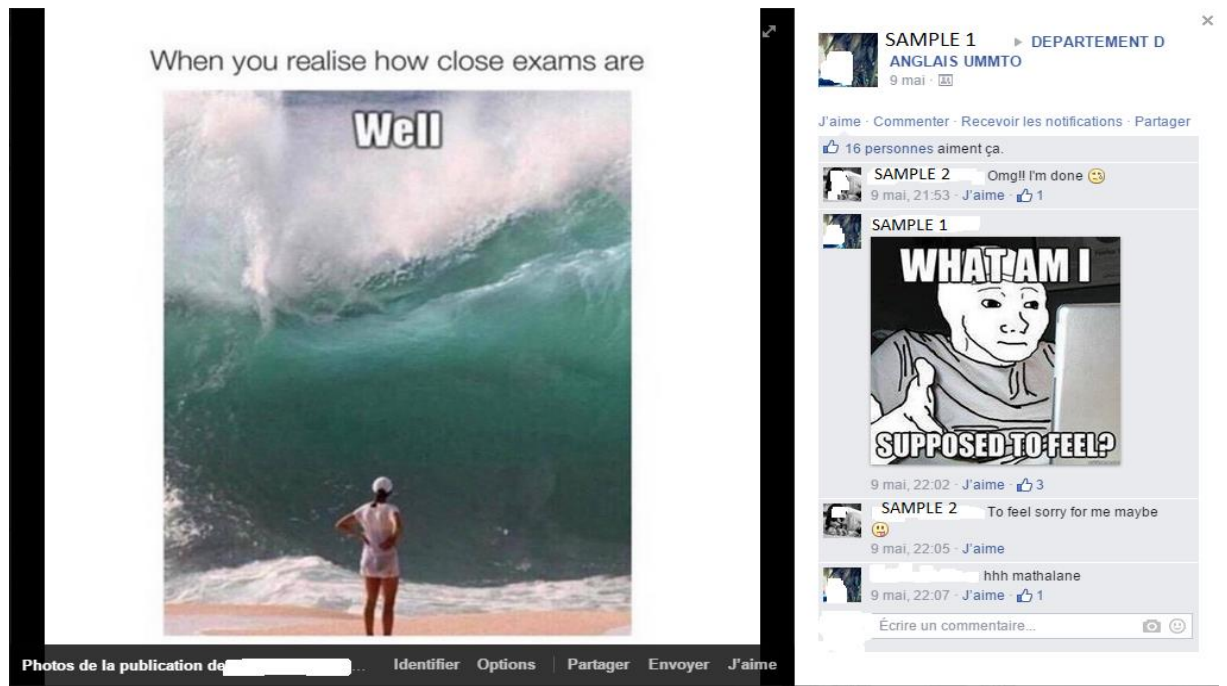 When you realise how close exams are
Well
Photos de la publication de ...
Identifier Options Partager Envoyer J'aime
SAMPLE 1 ▸ DEPARTEMENT D
ANGLAIS UMMTO
9 mai ·
J'aime · Commenter · Recevoir les notifications · Partager
16 personnes aiment ça.
SAMPLE 2 Omg!! I'm done
9 mai, 21:53 · J'aime · 1
SAMPLE 1
WHAT AM I
SUPPOSED TO FEEL?
9 mai, 22:02 · J'aime · 3
SAMPLE 2 To feel sorry for me maybe
9 mai, 22:05 · J'aime
hhh mathalane
9 mai, 22:07 · J'aime · 1
Écrire un commentaire...